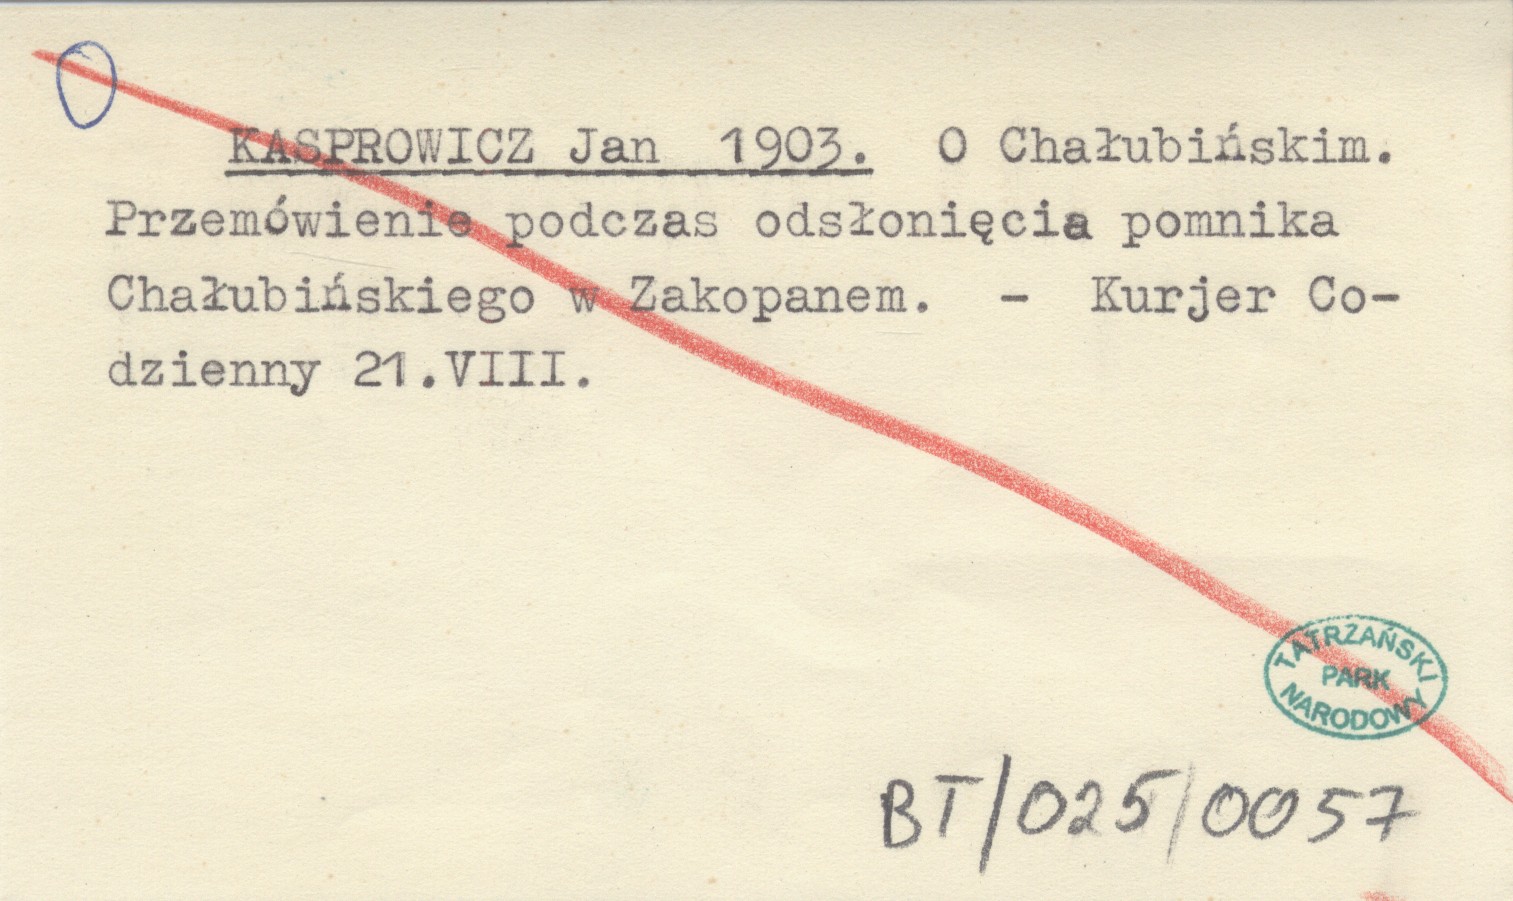 KASPROWICZ Jan 1903. O Chałubińskim.
Przemówienie podczas odsłonięcia pomnika
Chałubińskiego w Zakopanem. - Kurjer Co-
dzienny 21.VIII.
TATRZAŃSKI
PARK
NARODOWY
BT/025/0057